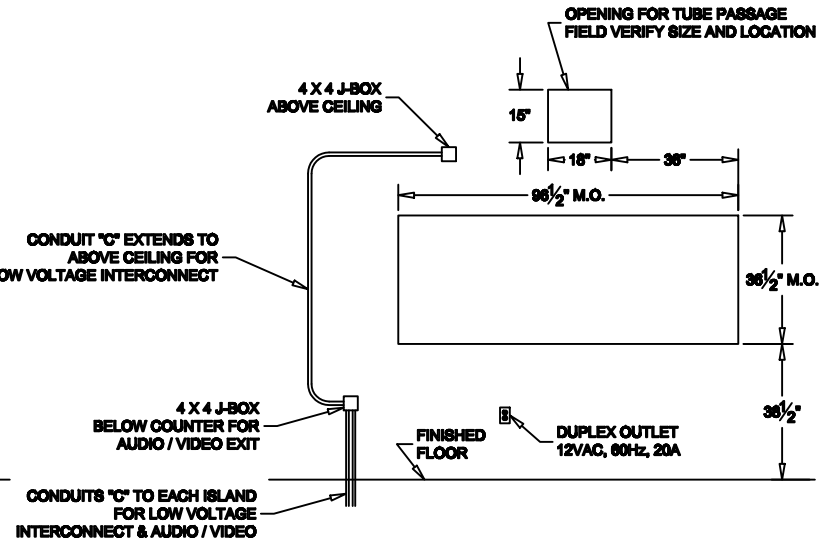 OPENING FOR TUBE PASSAGE
FIELD VERIFY SIZE AND LOCATION
4 X 4 J-BOX
ABOVE CEILING
15"
18"
36"
96½" M.O.
CONDUIT "C" EXTENDS TO
ABOVE CEILING FOR
OW VOLTAGE INTERCONNECT
36½" M.O.
4 X 4 J-BOX
BELOW COUNTER FOR
AUDIO / VIDEO EXIT
FINISHED
FLOOR
DUPLEX OUTLET
12VAC, 60Hz, 20A
36½"
CONDUITS "C" TO EACH ISLAND
FOR LOW VOLTAGE
INTERCONNECT & AUDIO / VIDEO